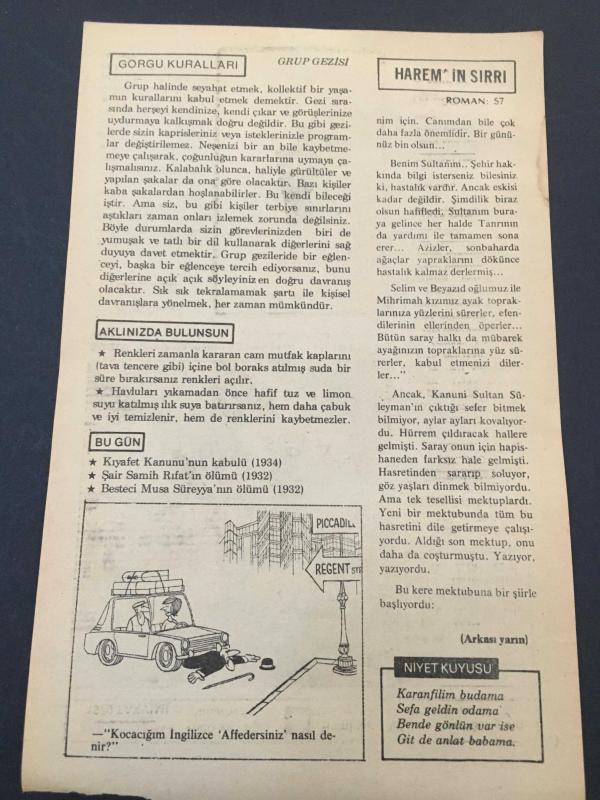 GÖRGÜ KURALLARI
GRUP GEZİSİ
Grup halinde seyahat etmek, kollektif bir yaşa-
mın kurallarını kabul etmek demektir. Gezi sıra-
sında herşeyi kendinize, kendi çıkar ve görüşlerinize
uydurmaya kalkışmak doğru değildir. Bu gibi gezi-
lerde sizin kaprisleriniz veya isteklerinizle program-
lar değiştirilemez. Neşenizi bir an bile kaybetme-
meye çalışarak, çoğunluğun kararlarına uymaya ça-
lışmalısınız. Kalabalık olunca, haliyle gürültüler ve
yapılan şakalar da ona göre olacaktır. Bazı kişiler
kaba şakalardan hoşlanabilirler. Bu kendi bileceği
iştir. Ama siz, bu gibi kişiler terbiye sınırlarını
aştıkları zaman onları izlemek zorunda değilsiniz.
Böyle durumlarda sizin görevlerinizden biri de
yumuşak ve tatlı bir dil kullanarak diğerlerini sağ
duyuya davet etmektir. Grup gezileride bir eğlen-
ceyi, başka bir eğlenceye tercih ediyorsanız, bunu
diğerlerine açık açık söyleyiniz en doğru davranış
olacaktır. Sık sık tekralamamak şartı ile kişisel
davranışlara yönelmek, her zaman mümkündür.
AKLINIZDA BULUNSUN
★ Renkleri zamanla kararan cam mutfak kaplarını
(tava tencere gibi) içine bol boraks atılmış suda bir
süre bırakırsanız renkleri açılır.
★ Havluları yıkamadan önce hafif tuz ve limon
suyu katılmış ılık suya batırırsanız, hem daha çabuk
ve iyi temizlenir, hem de renklerini kaybetmezler.
BU GÜN
★ Kıyafet Kanunu'nun kabulü (1934)
★ Şair Samih Rıfat'ın ölümü (1932)
★ Besteci Musa Süreyya'nın ölümü (1932)
PICCADILL
REGENT STR
—"Kocacığım İngilizce 'Affedersiniz' nasıl de-
nir?"
HAREM'İN SIRRI
ROMAN: 57
nim için. Canımdan bile çok
daha fazla önemlidir. Bir günü-
nüz bin olsun...
Benim Sultanım.. Şehir hak-
kında bilgi isterseniz bilesiniz
ki, hastalık vardır. Ancak eskisi
kadar değildir. Şimdilik biraz
olsun hafifledi. Sultanım bura-
ya gelince her halde Tanrının
da yardımı ile tamamen sona
erer... Azizler, sonbaharda
ağaçlar yapraklarını dökünce
hastalık kalmaz derlermiş...
Selim ve Beyazıd oğlumuz ile
Mihrimah kızımız ayak toprak-
larınıza yüzlerini sürerler, efen-
dilerinin ellerinden öperler...
Bütün saray halkı da mübarek
ayağınızın topraklarına yüz sü-
rerler, kabul etmenizi diler-
ler..."
Ancak, Kanuni Sultan Sü-
leyman'ın çıktığı sefer bitmek
bilmiyor, aylar ayları kovalıyor-
du. Hürrem çıldıracak hallere
gelmişti. Saray onun için hapis-
haneden farksız hale gelmişti.
Hasretinden sararıp soluyor,
göz yaşları dinmek bilmiyordu.
Ama tek tesellisi mektuplardı.
Yeni bir mektubunda tüm bu
hasretini dile getirmeye çalışı-
yordu. Aldığı son mektup, onu
daha da coşturmuştu. Yazıyor,
yazıyordu.
Bu kere mektubuna bir şiirle
başlıyordu:
(Arkası yarın)
NİYET KUYUSU
Karanfilim budama
Sefa geldin odama
Bende gönlün var ise
Git de anlat babama.